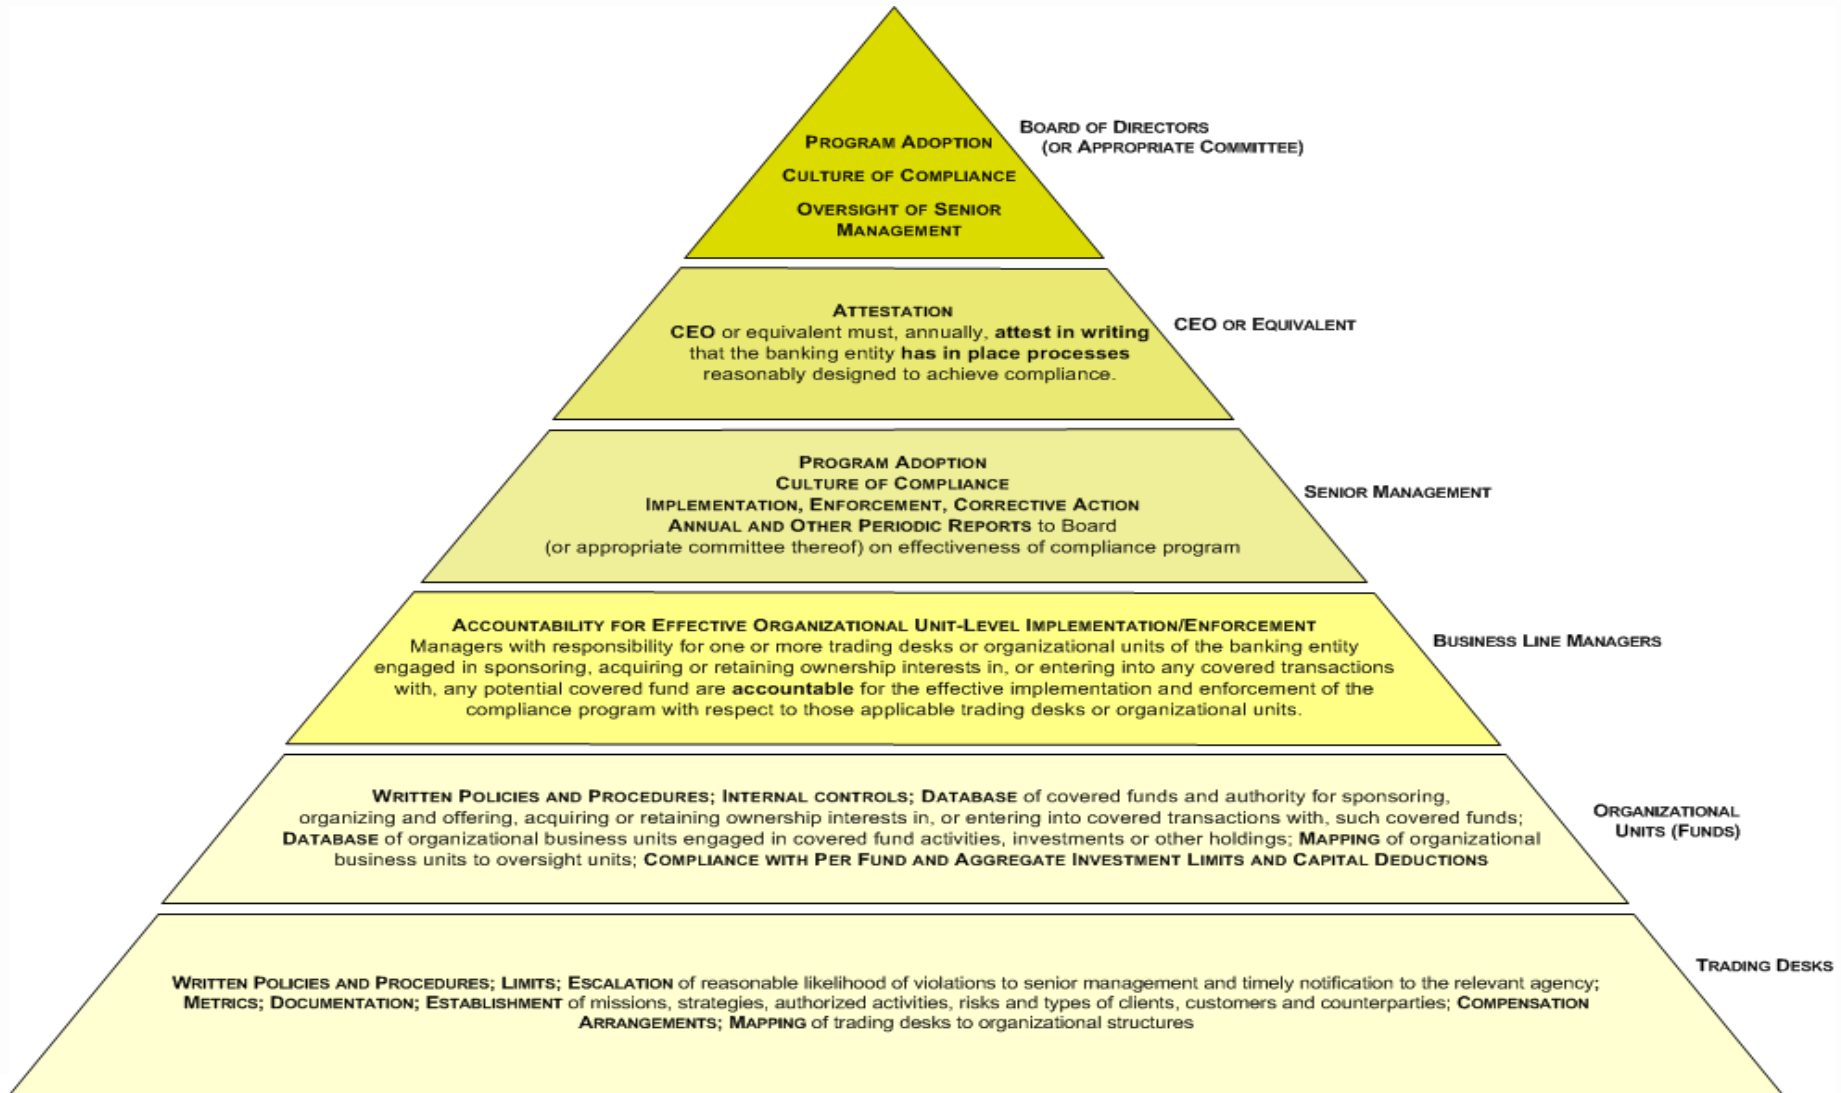 PROGRAM ADOPTION
CULTURE OF COMPLIANCE
OVERSIGHT OF SENIOR
MANAGEMENT
BOARD OF DIRECTORS
(OR APPROPRIATE COMMITTEE)
ATTESTATION
CEO or equivalent must, annually, attest in writing
that the banking entity has in place processes
reasonably designed to achieve compliance.
CEO OR EQUIVALENT
PROGRAM ADOPTION
CULTURE OF COMPLIANCE
IMPLEMENTATION, ENFORCEMENT, CORRECTIVE ACTION
ANNUAL AND OTHER PERIODIC REPORTS to Board
(or appropriate committee thereof) on effectiveness of compliance program
SENIOR MANAGEMENT
ACCOUNTABILITY FOR EFFECTIVE ORGANIZATIONAL UNIT-LEVEL IMPLEMENTATION/ENFORCEMENT
Managers with responsibility for one or more trading desks or organizational units of the banking entity
engaged in sponsoring, acquiring or retaining ownership interests in, or entering into any covered transactions
with, any potential covered fund are accountable for the effective implementation and enforcement of the
compliance program with respect to those applicable trading desks or organizational units.
BUSINESS LINE MANAGERS
WRITTEN POLICIES AND PROCEDURES; INTERNAL CONTROLS; DATABASE of covered funds and authority for sponsoring,
organizing and offering, acquiring or retaining ownership interests in, or entering into covered transactions with, such covered funds;
DATABASE of organizational business units engaged in covered fund activities, investments or other holdings; MAPPING of organizational
business units to oversight units; COMPLIANCE WITH PER FUND AND AGGREGATE INVESTMENT LIMITS AND CAPITAL DEDUCTIONS
ORGANIZATIONAL
UNITS (FUNDS)
WRITTEN POLICIES AND PROCEDURES; LIMITS; ESCALATION of reasonable likelihood of violations to senior management and timely notification to the relevant agency;
METRICS; DOCUMENTATION; ESTABLISHMENT of missions, strategies, authorized activities, risks and types of clients, customers and counterparties; COMPENSATION
ARRANGEMENTS; MAPPING of trading desks to organizational structures
TRADING DESKS